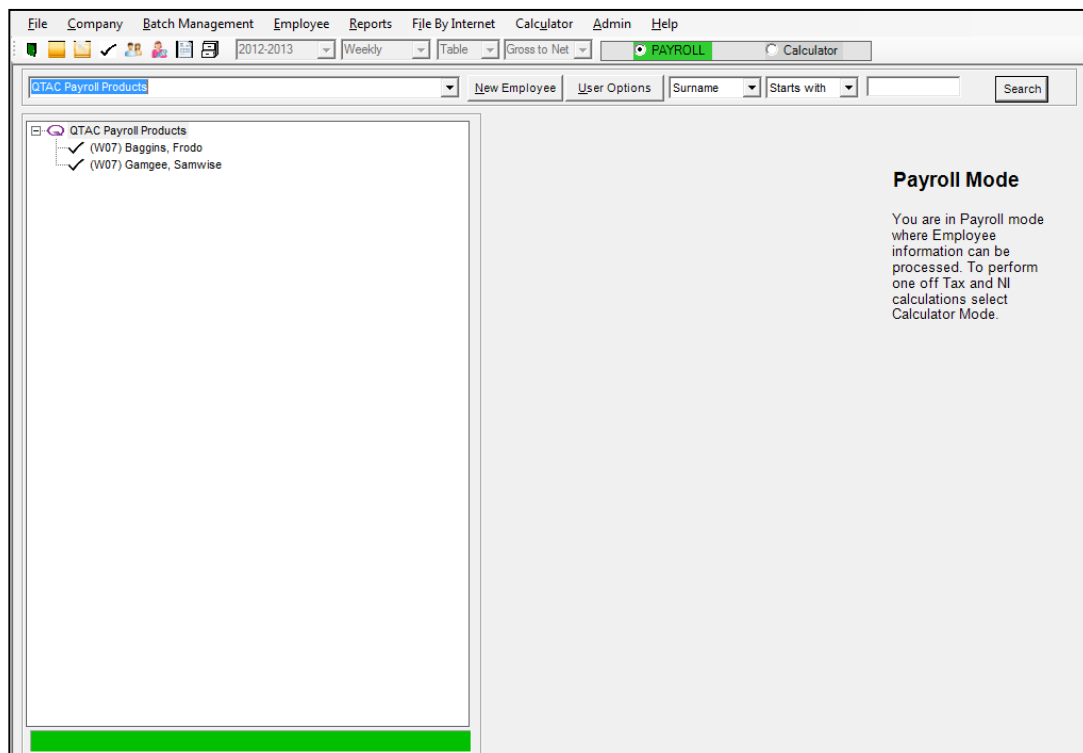 File Company Batch Management Employee Reports File By Internet Calculator Admin Help
2012-2013 Weekly Table Gross to Net PAYROLL Calculator
QTAC Payroll Products New Employee User Options Surname Starts with Search
QTAC Payroll Products
(W07) Baggins, Frodo
(W07) Gamgee, Samwise
Payroll Mode
You are in Payroll mode
where Employee
information can be
processed. To perform
one off Tax and NI
calculations select
Calculator Mode.